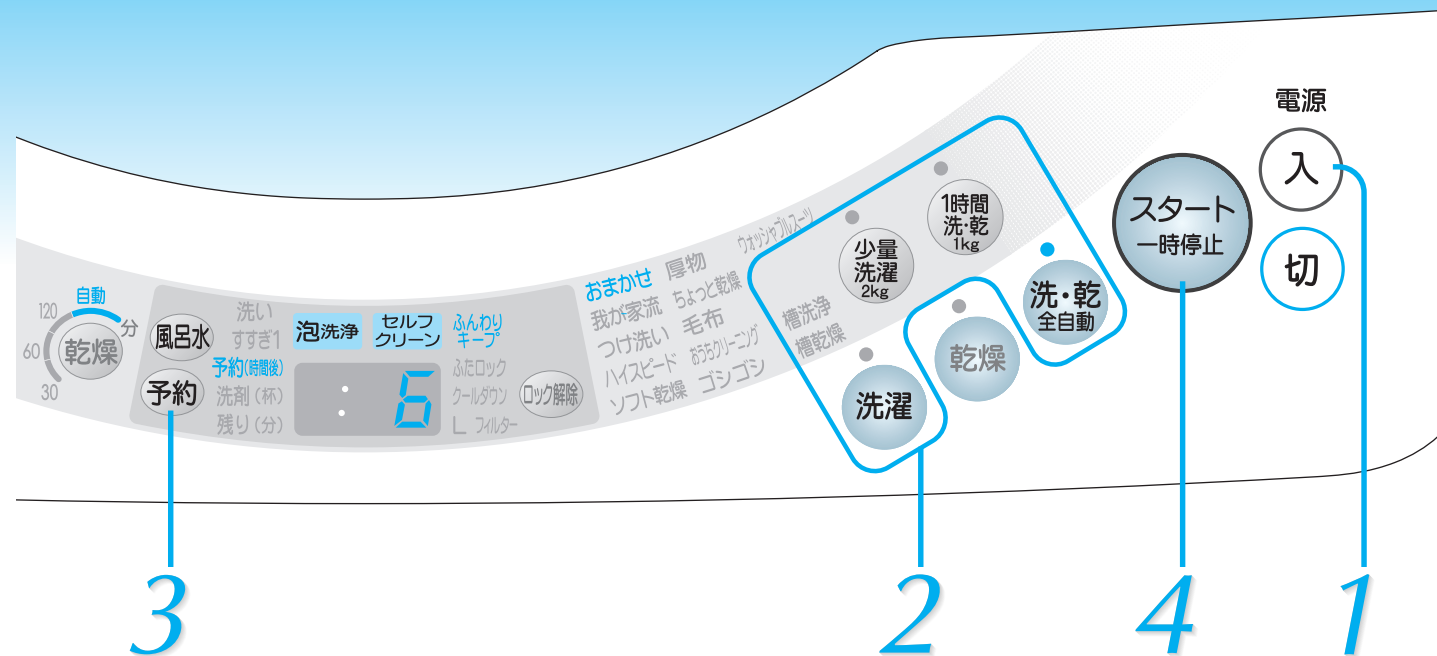 電源
入
切
スタート
一時停止
1時間
洗・乾
1kg
少量
洗濯
2kg
洗・乾
全自動
乾燥
洗濯
ウォッシャブルスーツ
おまかせ
厚物
我が家流
ちょっと乾燥
つけ洗い
毛布
槽洗浄
ハイスピード
おうちクリーニング
槽乾燥
ソフト乾燥
ゴシゴシ
自動
120
分
60
乾燥
30
風呂水
予約
洗い
すすぎ1
予約(時間後)
洗剤(杯)
残り(分)
泡洗浄
セルフ
クリーン
ふんわり
キープ
: 6
ふたロック
クールダウン
L フィルター
ロック解除
3
2
4
1